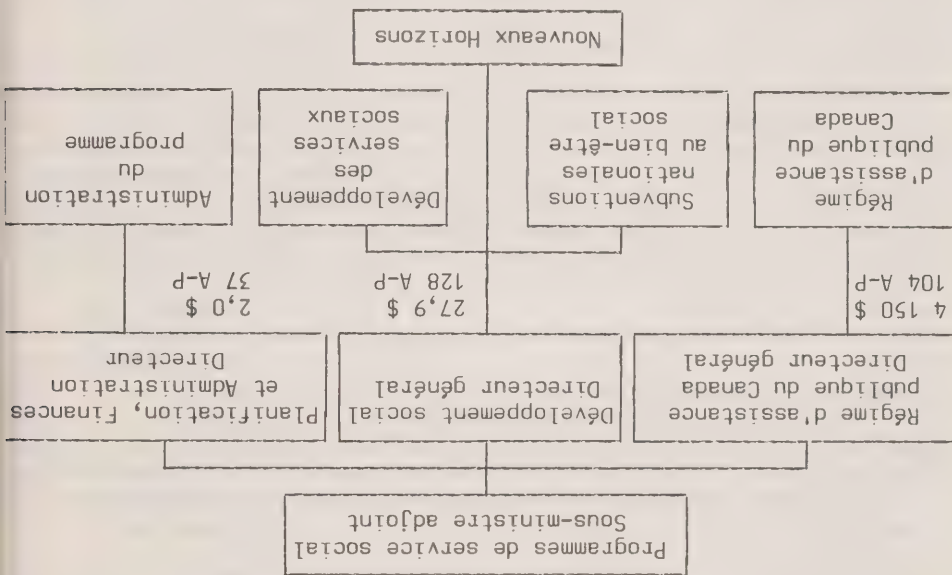 Programmes de service social
Sous-ministre adjoint
Régime d'assistance
publique du Canada
Directeur général
Développement social
Directeur général
Planification, Finances
et Administration
Directeur
4 150 $
104 A-P
27,9 $
128 A-P
2,0 $
37 A-P
Régime
d'assistance
publique du
Canada
Subventions
nationales
au bien-être
social
Développement
des
services
sociaux
Administration
du
programme
Nouveaux Horizons